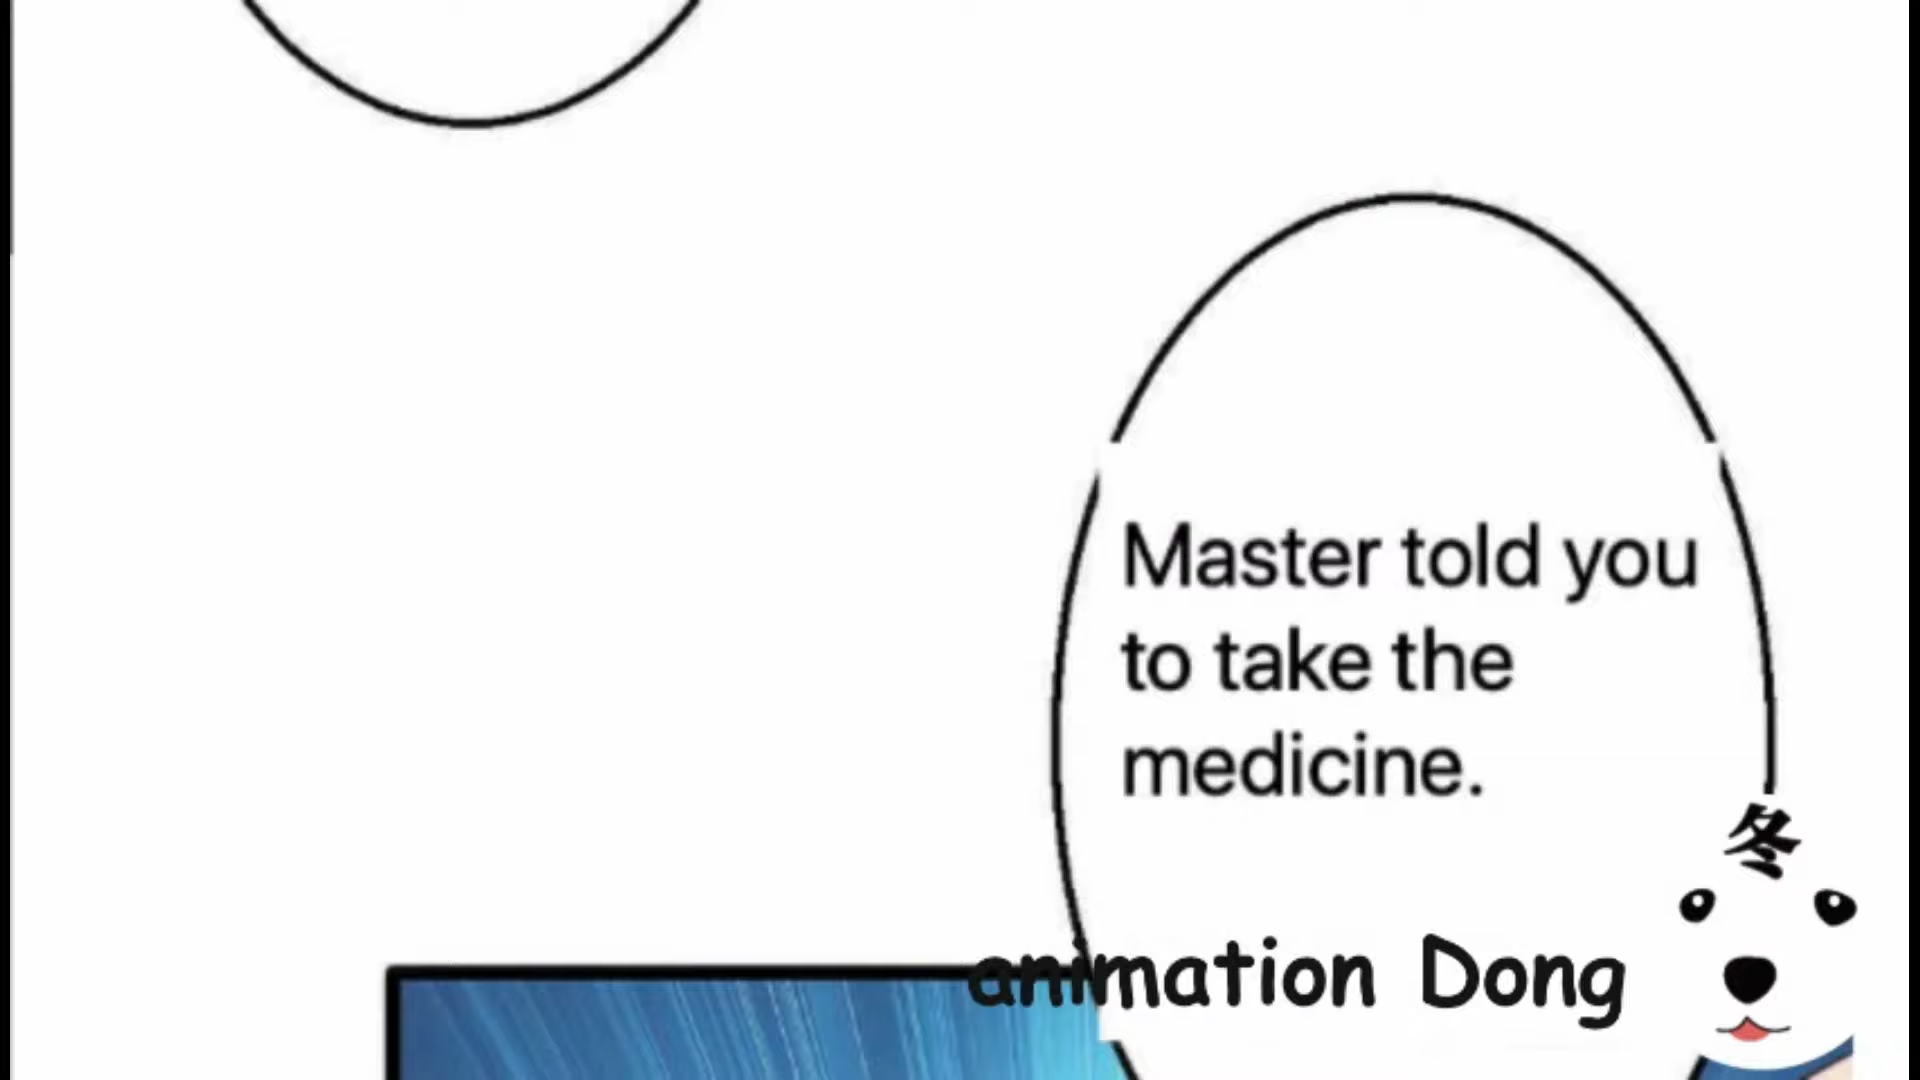 Master told you
to take the
medicine.
冬
animation Dong